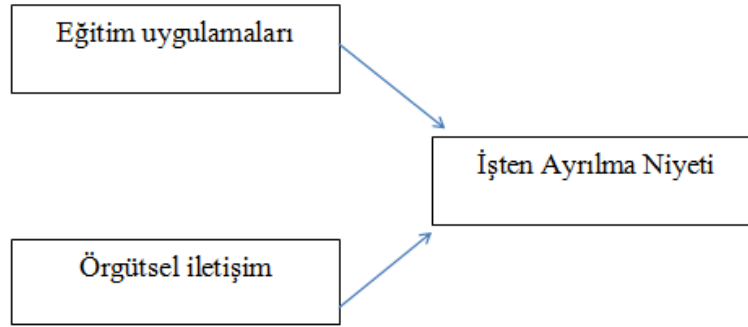 Eğitim uygulamaları
İşten Ayrılma Niyeti
Örgütsel iletişim